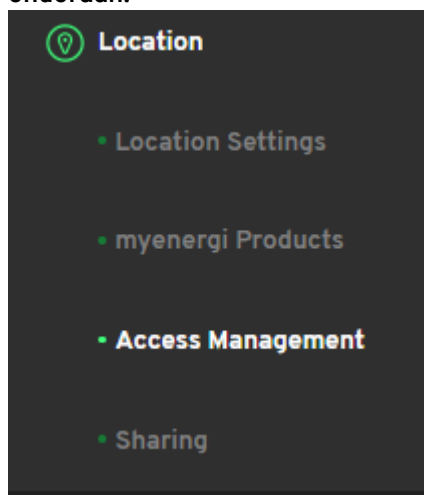 Location
Location Settings
myenergi Products
Access Management
Sharing